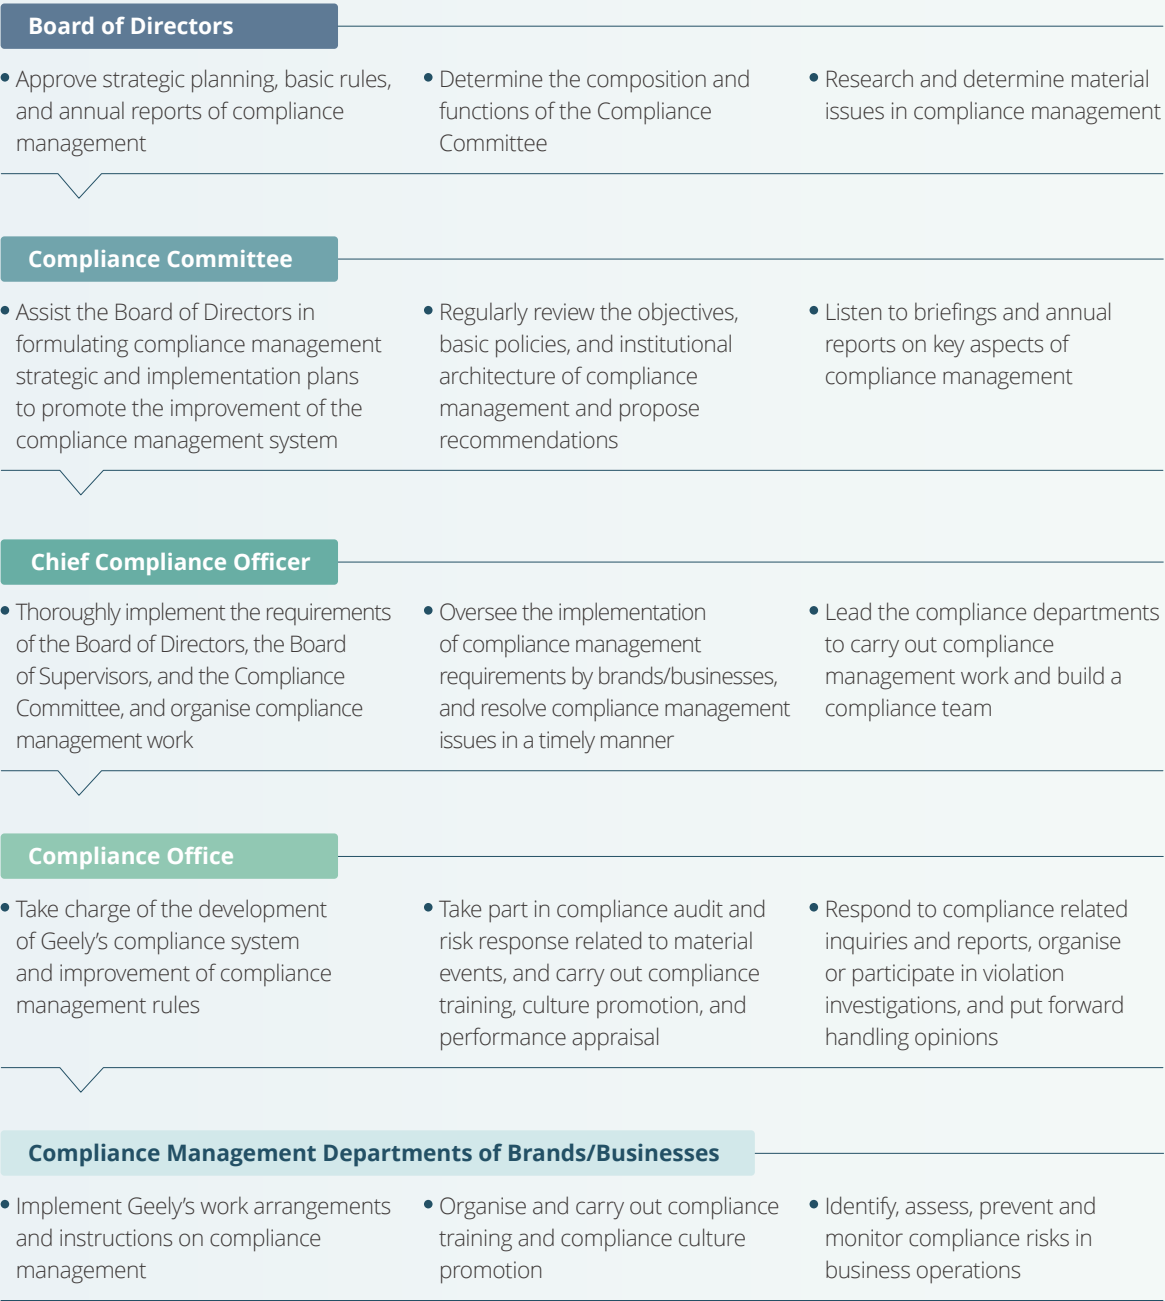 Board of Directors
• Approve strategic planning, basic rules,
and annual reports of compliance
management
• Determine the composition and
functions of the Compliance
Committee
• Research and determine material
issues in compliance management
Compliance Committee
• Assist the Board of Directors in
formulating compliance management
strategic and implementation plans
to promote the improvement of the
compliance management system
• Regularly review the objectives,
basic policies, and institutional
architecture of compliance
management and propose
recommendations
• Listen to briefings and annual
reports on key aspects of
compliance management
Chief Compliance Officer
• Thoroughly implement the requirements
of the Board of Directors, the Board
of Supervisors, and the Compliance
Committee, and organise compliance
management work
• Oversee the implementation
of compliance management
requirements by brands/businesses,
and resolve compliance management
issues in a timely manner
• Lead the compliance departments
to carry out compliance
management work and build a
compliance team
Compliance Office
• Take charge of the development
of Geely’s compliance system
and improvement of compliance
management rules
• Take part in compliance audit and
risk response related to material
events, and carry out compliance
training, culture promotion, and
performance appraisal
• Respond to compliance related
inquiries and reports, organise
or participate in violation
investigations, and put forward
handling opinions
Compliance Management Departments of Brands/Businesses
• Implement Geely’s work arrangements
and instructions on compliance
management
• Organise and carry out compliance
training and compliance culture
promotion
• Identify, assess, prevent and
monitor compliance risks in
business operations